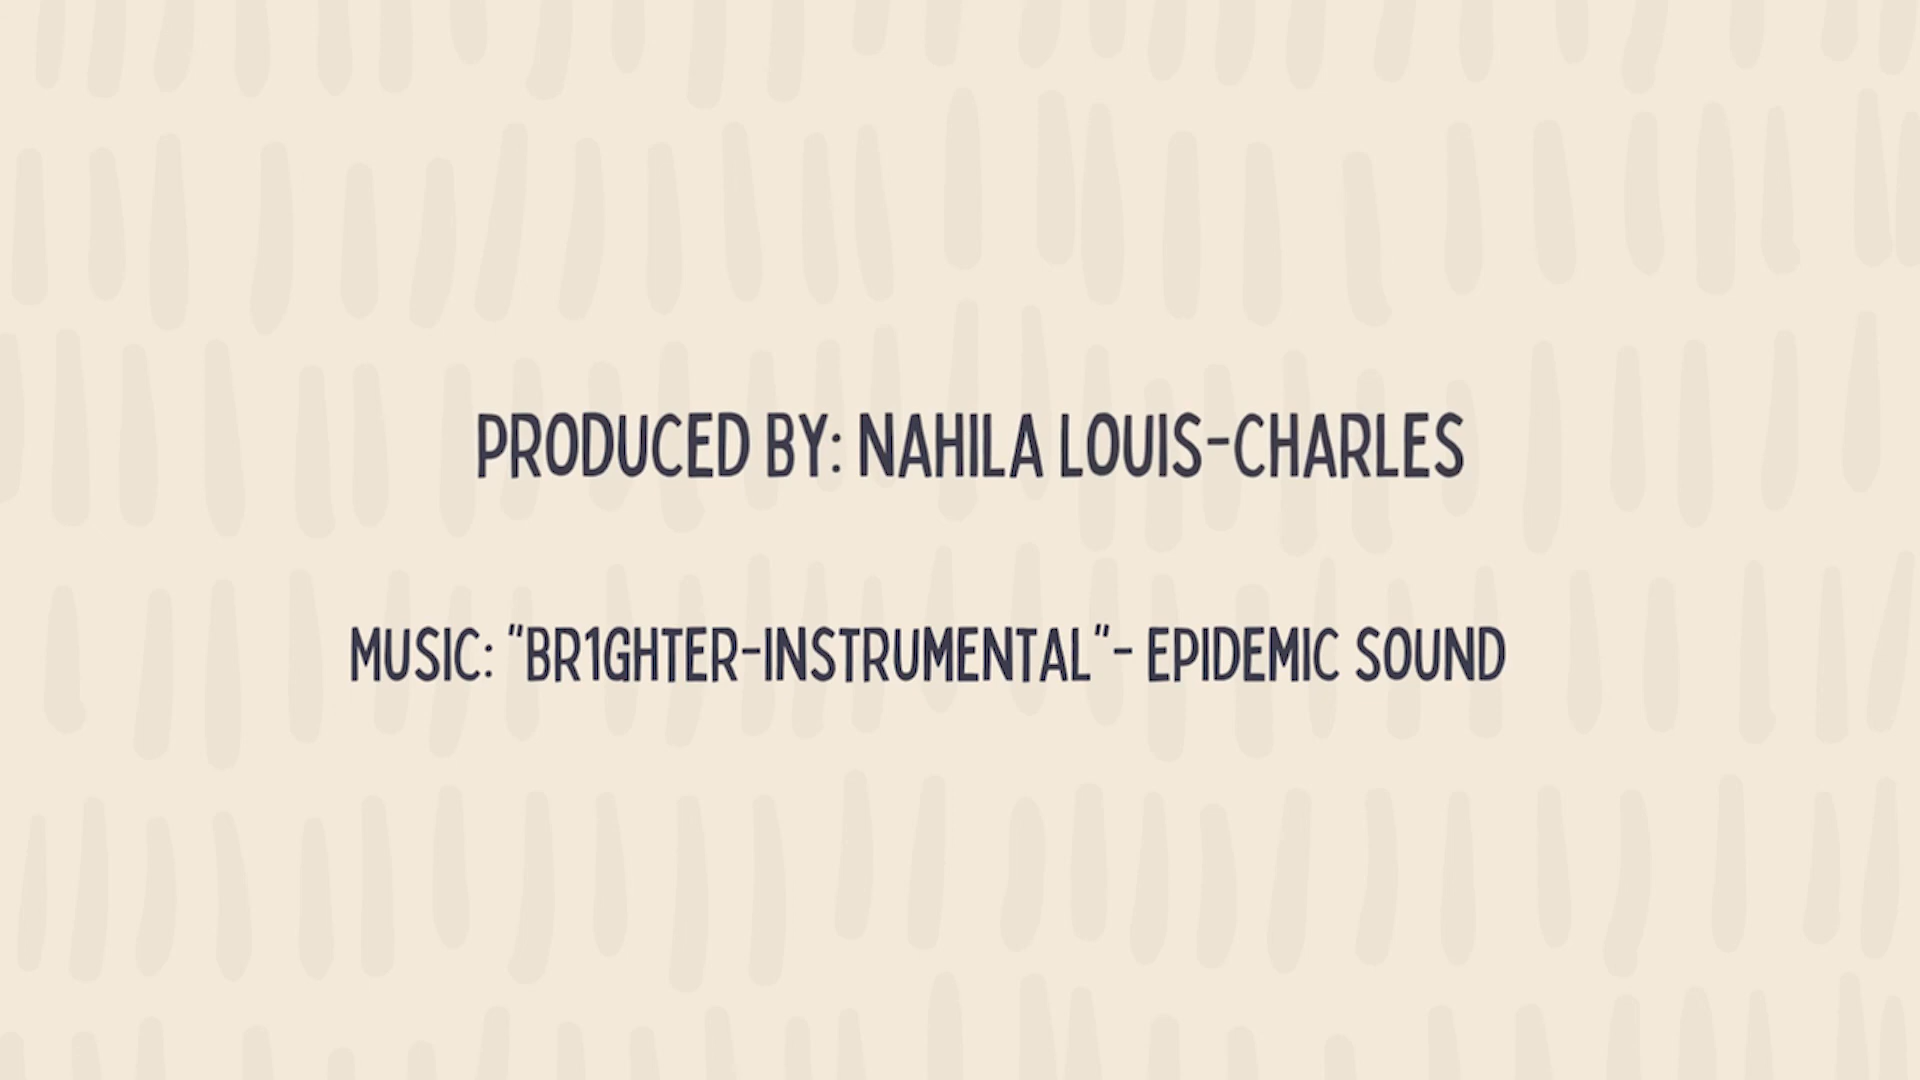 PRODUCED BY: NAHILA LOUIS-CHARLES
MUSIC: "BR1GHTER-INSTRUMENTAL"- EPIDEMIC SOUND